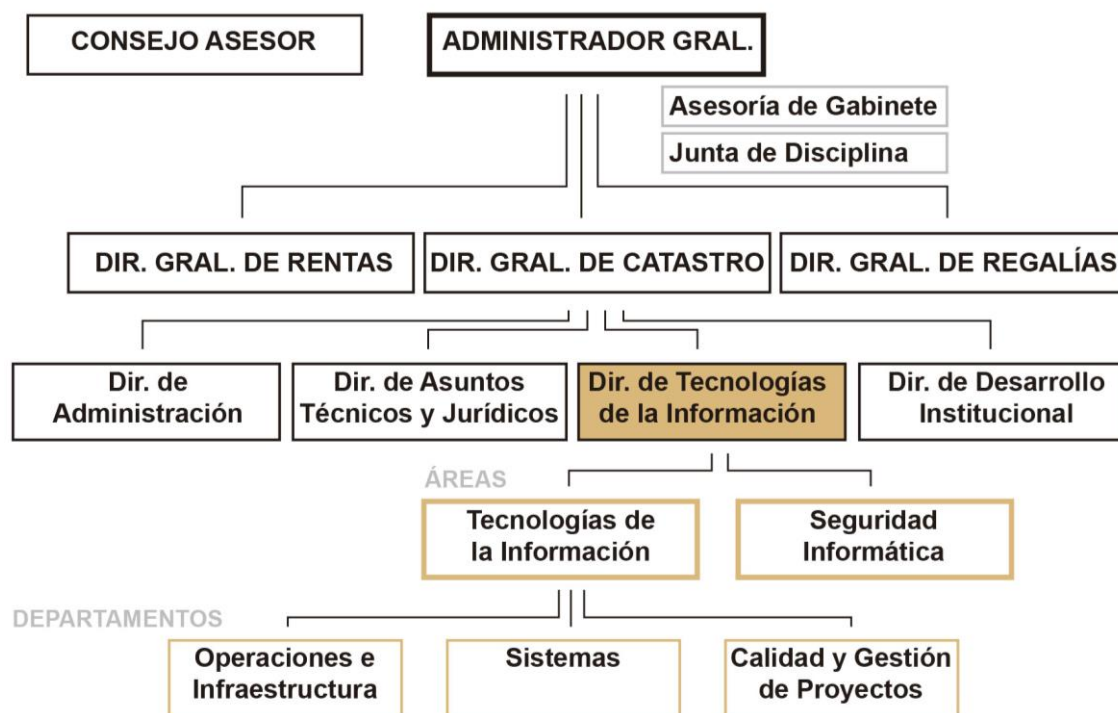 CONSEJO ASESOR
ADMINISTRADOR GRAL.
Asesoría de Gabinete
Junta de Disciplina
DIR. GRAL. DE RENTAS
DIR. GRAL. DE CATASTRO
DIR. GRAL. DE REGALÍAS
Dir. de
Administración
Dir. de Asuntos
Técnicos y Jurídicos
Dir. de Tecnologías
de la Información
Dir. de Desarrollo
Institucional
ÁREAS
Tecnologías de
la Información
Seguridad
Informática
DEPARTAMENTOS
Operaciones e
Infraestructura
Sistemas
Calidad y Gestión
de Proyectos